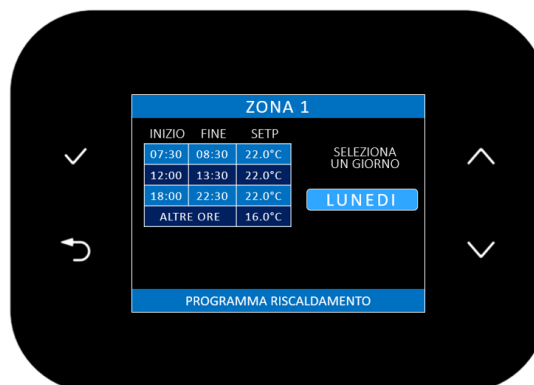 ZONA 1
INIZIO FINE SETP
07:30 08:30 22.0°C
12:00 13:30 22.0°C
18:00 22:30 22.0°C
ALTRE ORE 16.0°C
SELEZIONA
UN GIORNO
LUNEDI
PROGRAMMA RISCALDAMENTO